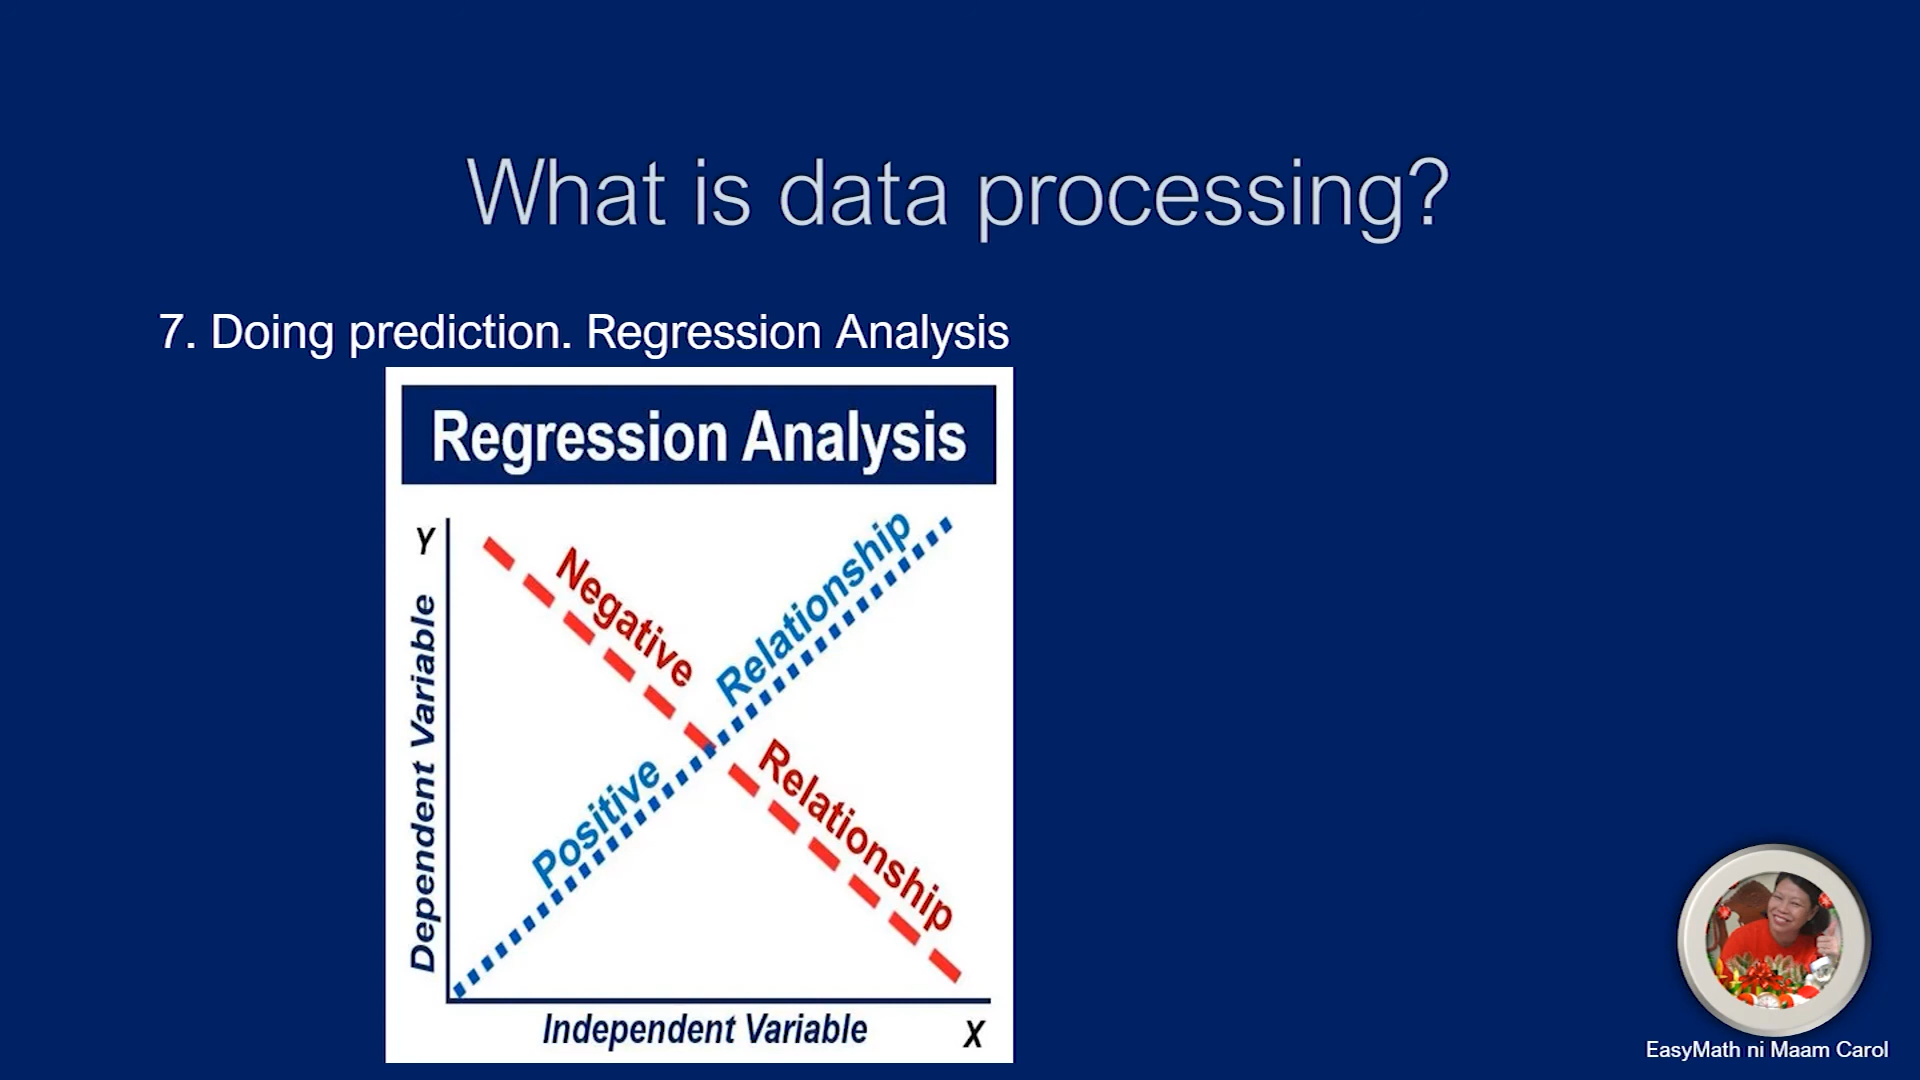 What is data processing?
7. Doing prediction. Regression Analysis
Regression Analysis
Y
Dependent Variable
Negative Relationship
Positive Relationship
Independent Variable
X
EasyMath ni Maam Carol